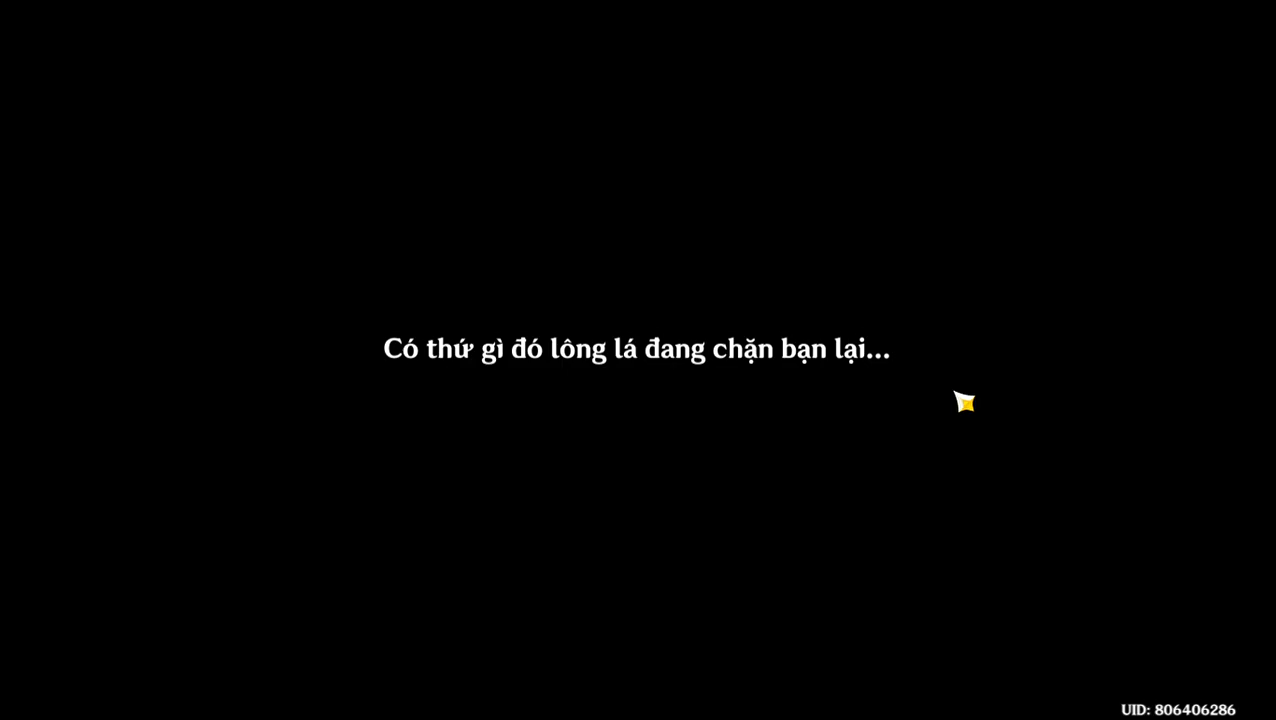 Có thứ gì đó lông lá đang chặn bạn lại...
UID: 806406286